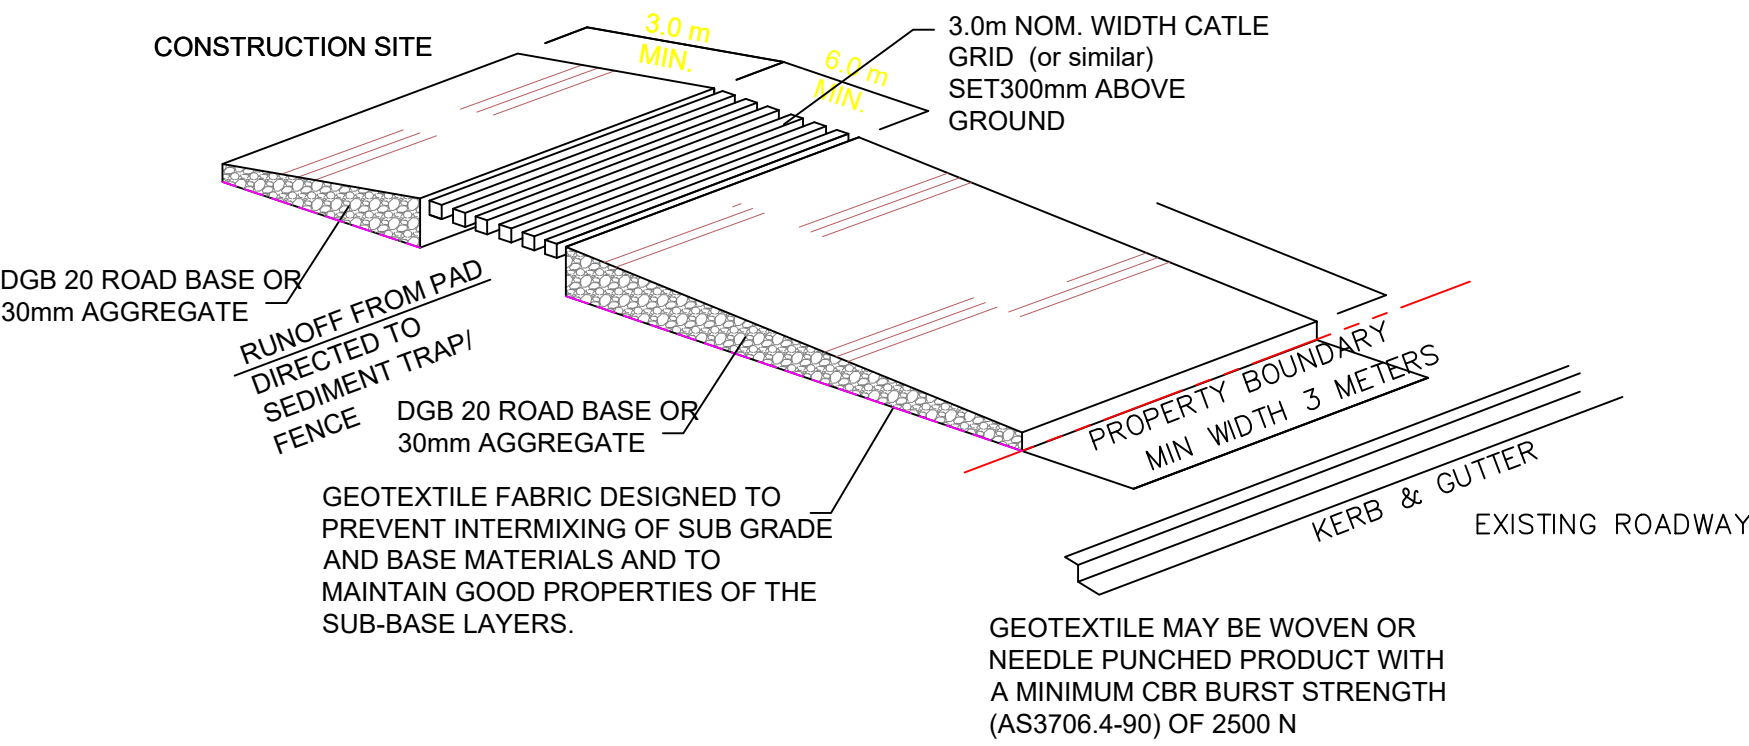 CONSTRUCTION SITE
3.0 m
MIN.
6.0 m
MIN.
3.0m NOM. WIDTH CATLE
GRID (or similar)
SET300mm ABOVE
GROUND
DGB 20 ROAD BASE OR
30mm AGGREGATE
RUNOFF FROM PAD
DIRECTED TO
SEDIMENT TRAP/
FENCE
DGB 20 ROAD BASE OR
30mm AGGREGATE
GEOTEXTILE FABRIC DESIGNED TO
PREVENT INTERMIXING OF SUB GRADE
AND BASE MATERIALS AND TO
MAINTAIN GOOD PROPERTIES OF THE
SUB-BASE LAYERS.
PROPERTY BOUNDARY
MIN WIDTH 3 METERS
KERB & GUTTER
EXISTING ROADWAY
GEOTEXTILE MAY BE WOVEN OR
NEEDLE PUNCHED PRODUCT WITH
A MINIMUM CBR BURST STRENGTH
(AS3706.4-90) OF 2500 N